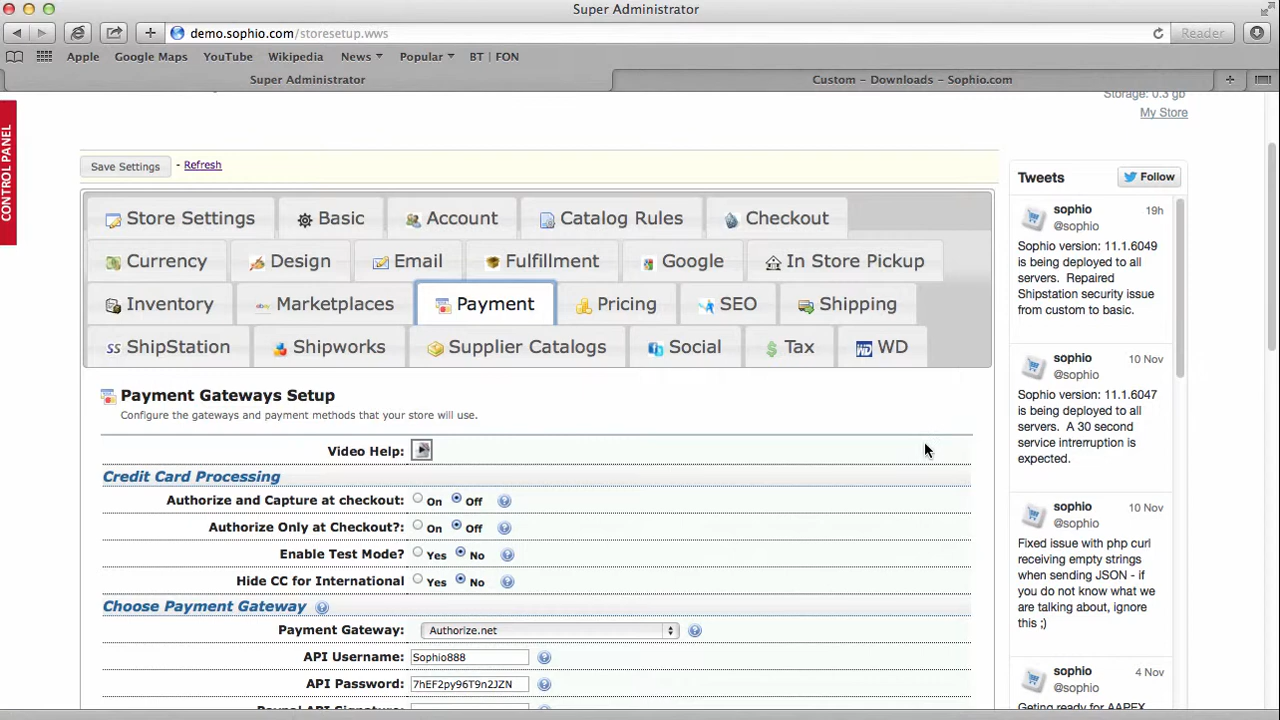 Super Administrator
demo.sophio.com/storesetup.wws
Reader
Apple Google Maps YouTube Wikipedia News Popular BT | FON
Super Administrator
Custom – Downloads – Sophio.com
Storage: 0.3 gb
My Store
CONTROL PANEL
Save Settings - Refresh
Store Settings Basic Account Catalog Rules Checkout
Currency Design Email Fulfillment Google In Store Pickup
Inventory Marketplaces Payment Pricing SEO Shipping
SS ShipStation Shipworks Supplier Catalogs Social Tax WD
Payment Gateways Setup
Configure the gateways and payment methods that your store will use.
Video Help:
Credit Card Processing
Authorize and Capture at checkout: On Off
Authorize Only at Checkout?: On Off
Enable Test Mode? Yes No
Hide CC for International Yes No
Choose Payment Gateway
Payment Gateway: Authorize.net
API Username: Sophio888
API Password: 7hEF2py96T9n2JZN
Paypal API Signature:
Tweets Follow
sophio 19h
@sophio
Sophio version: 11.1.6049
is being deployed to all
servers. Repaired
Shipstation security issue
from custom to basic.
sophio 10 Nov
@sophio
Sophio version: 11.1.6047
is being deployed to all
servers. A 30 second
service intrerruption is
expected.
sophio 10 Nov
@sophio
Fixed issue with php curl
receiving empty strings
when sending JSON - if
you do not know what we
are talking about, ignore
this ;)
sophio 4 Nov
@sophio
Geting ready for AAPEX